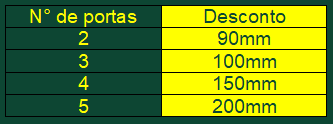 N° de portas Desconto
2 90mm
3 100mm
4 150mm
5 200mm